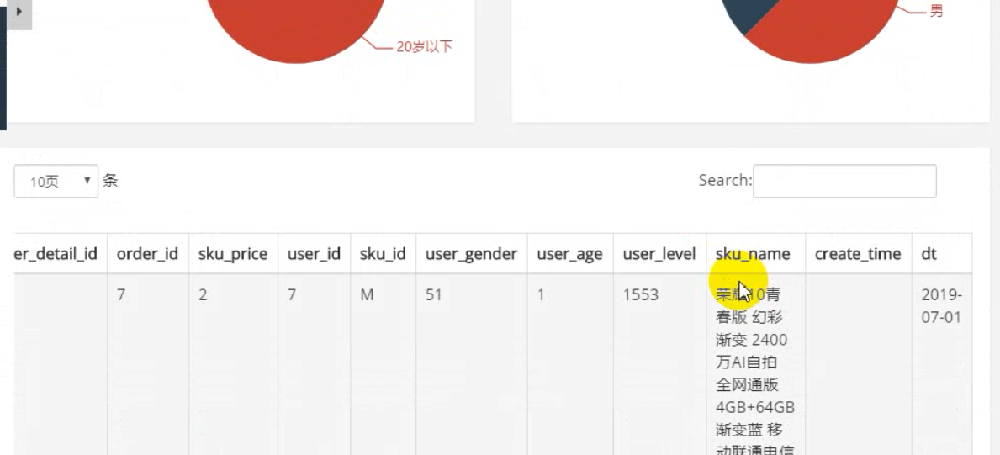 20岁以下
男
10页 条
Search:
er_detail_id order_id sku_price user_id sku_id user_gender user_age user_level sku_name create_time dt
7 2 7 M 51 1 1553 荣耀10青 2019-
春版 幻彩 07-01
渐变 2400
万AI自拍
全网通版
4GB+64GB
渐变蓝 移
动联通电信